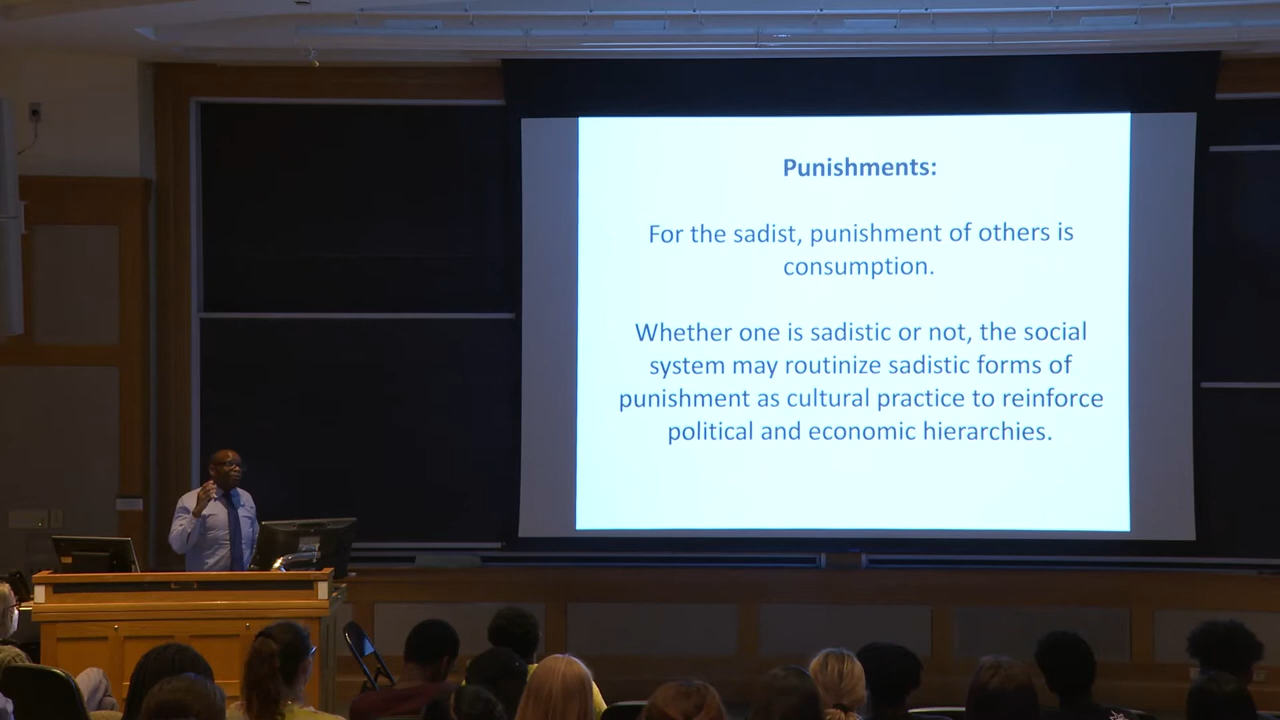 Punishments:
For the sadist, punishment of others is
consumption.
Whether one is sadistic or not, the social
system may routinize sadistic forms of
punishment as cultural practice to reinforce
political and economic hierarchies.